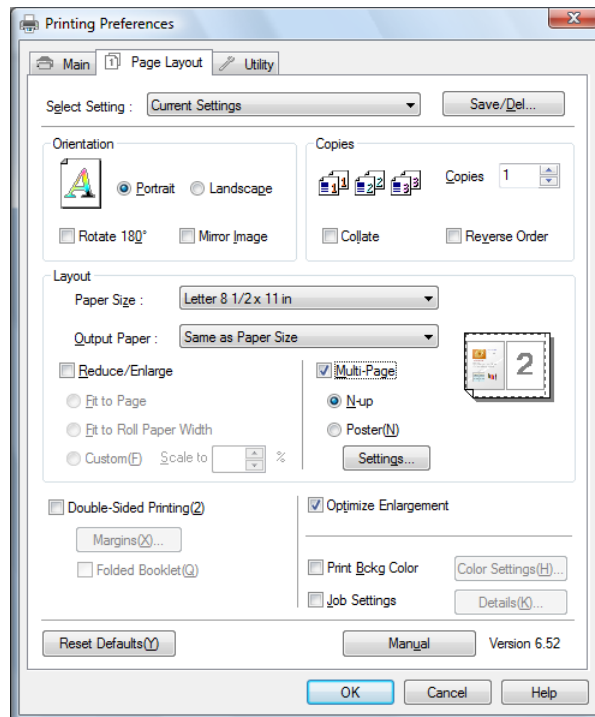 Printing Preferences
Main Page Layout Utility
Select Setting : Current Settings Save/Del...
Orientation Copies
Portrait Landscape Copies 1
Rotate 180° Mirror Image Collate Reverse Order
Layout
Paper Size : Letter 8 1/2 x 11 in
Output Paper : Same as Paper Size
Reduce/Enlarge Multi-Page
Fit to Page N-up
Fit to Roll Paper Width Poster(N)
Custom(F) Scale to % Settings...
2
Double-Sided Printing(2) Optimize Enlargement
Margins(X)...
Folded Booklet(Q) Print Bckg Color Color Settings(H)...
Job Settings Details(K)...
Reset Defaults(Y) Manual Version 6.52
OK Cancel Help